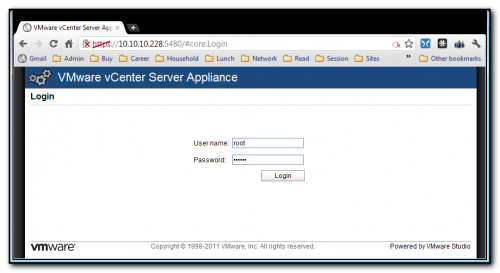 VMware vCenter Server App
https://10.10.10.228:5480/#core.Login
Gmail Admin Buy Career Household Lunch Network Read Session Sites » Other bookmarks
VMware vCenter Server Appliance
Login
User name: root
Password: ••••••
Login
vmware Copyright © 1998-2011 VMware, Inc. All rights reserved. Powered by VMware Studio